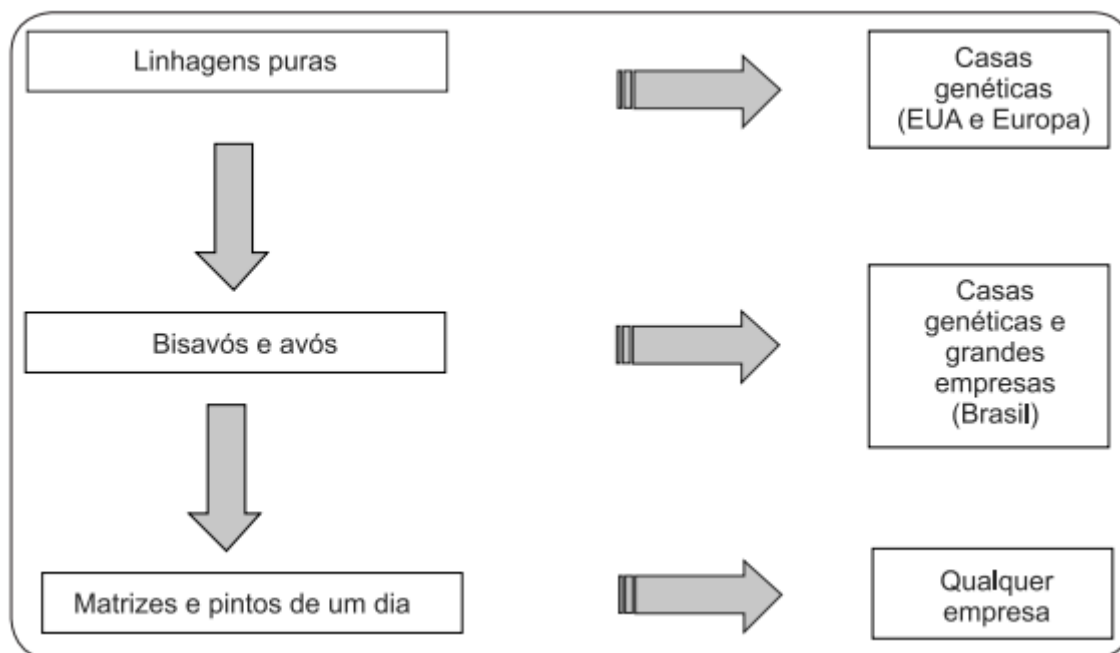 Linhagens puras
Casas
genéticas
(EUA e Europa)
Bisavós e avós
Casas
genéticas e
grandes
empresas
(Brasil)
Matrizes e pintos de um dia
Qualquer
empresa